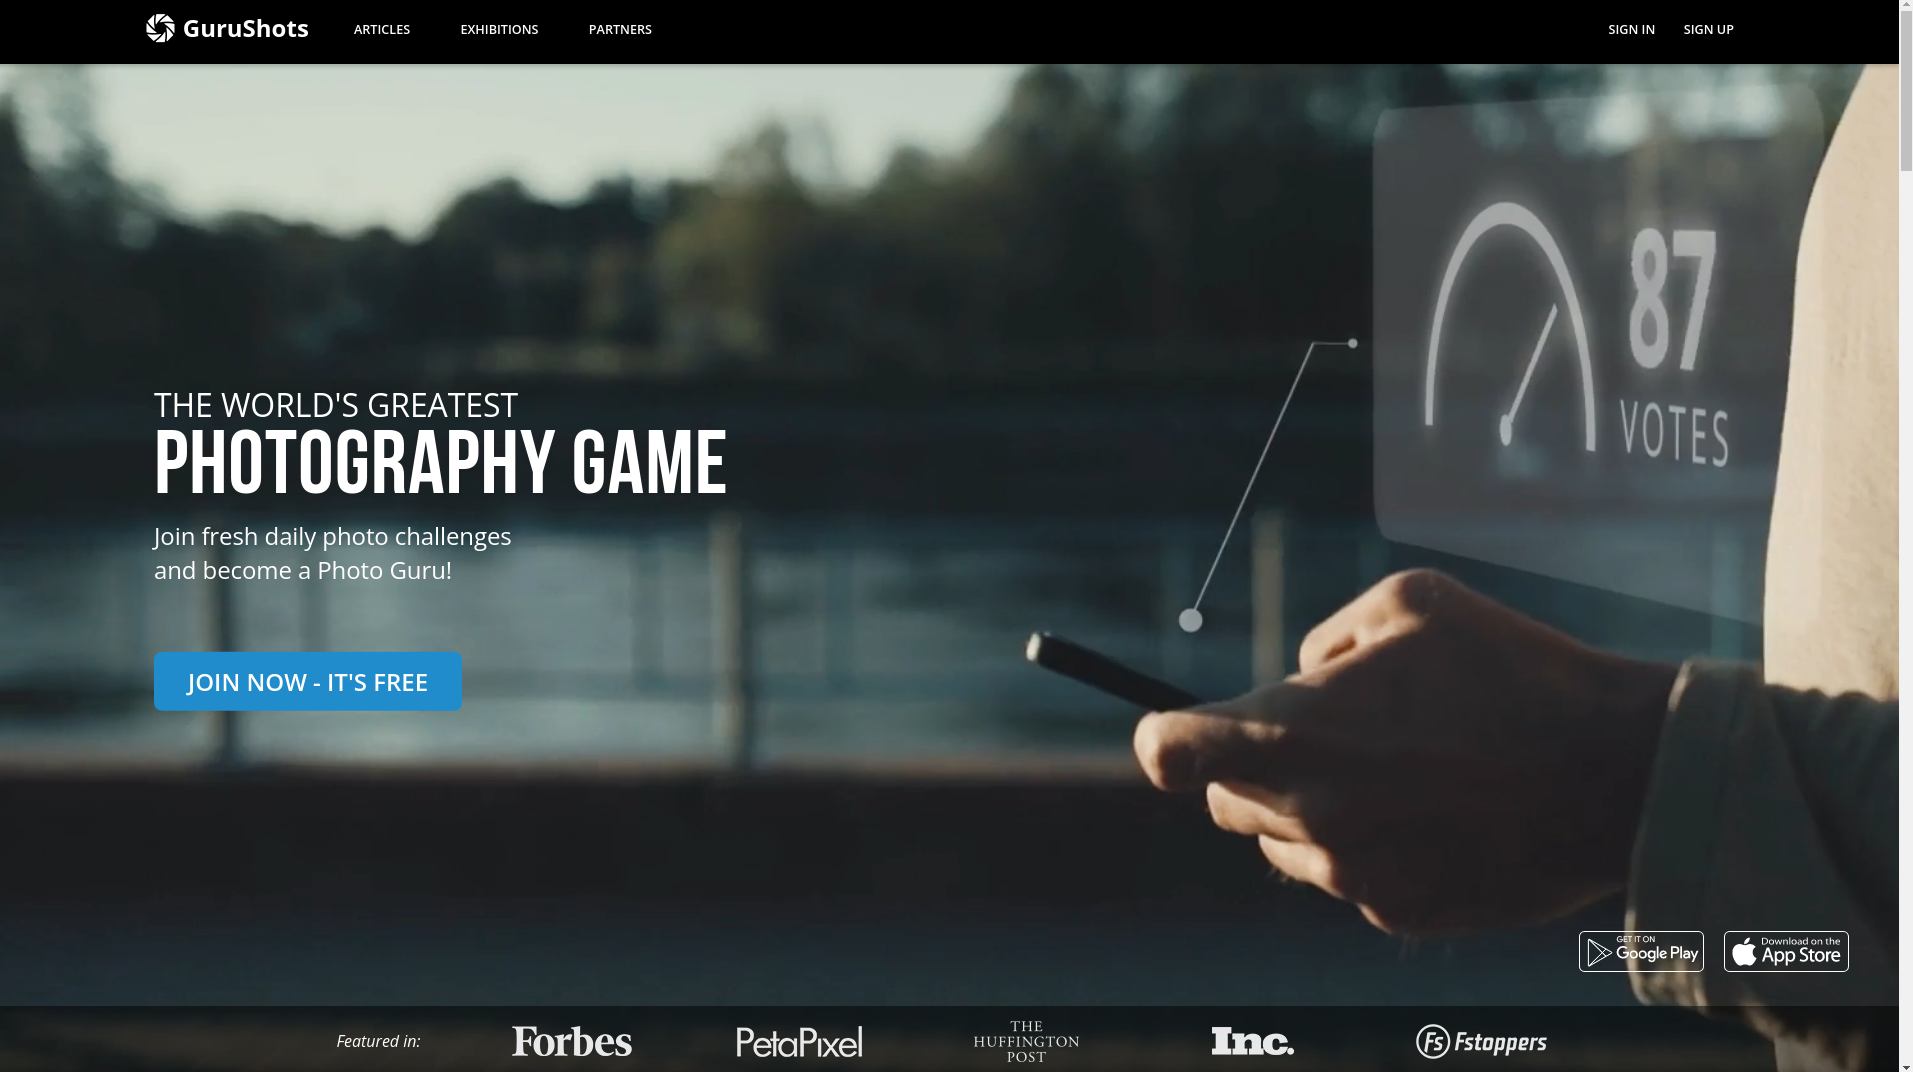 GuruShots
ARTICLES
EXHIBITIONS
PARTNERS
SIGN IN
SIGN UP
87
VOTES
THE WORLD'S GREATEST
PHOTOGRAPHY GAME
Join fresh daily photo challenges
and become a Photo Guru!
JOIN NOW - IT'S FREE
GET IT ON
Google Play
Download on the
App Store
Featured in:
Forbes
PetaPixel
THE
HUFFINGTON
POST
Inc.
Fs Fstoppers